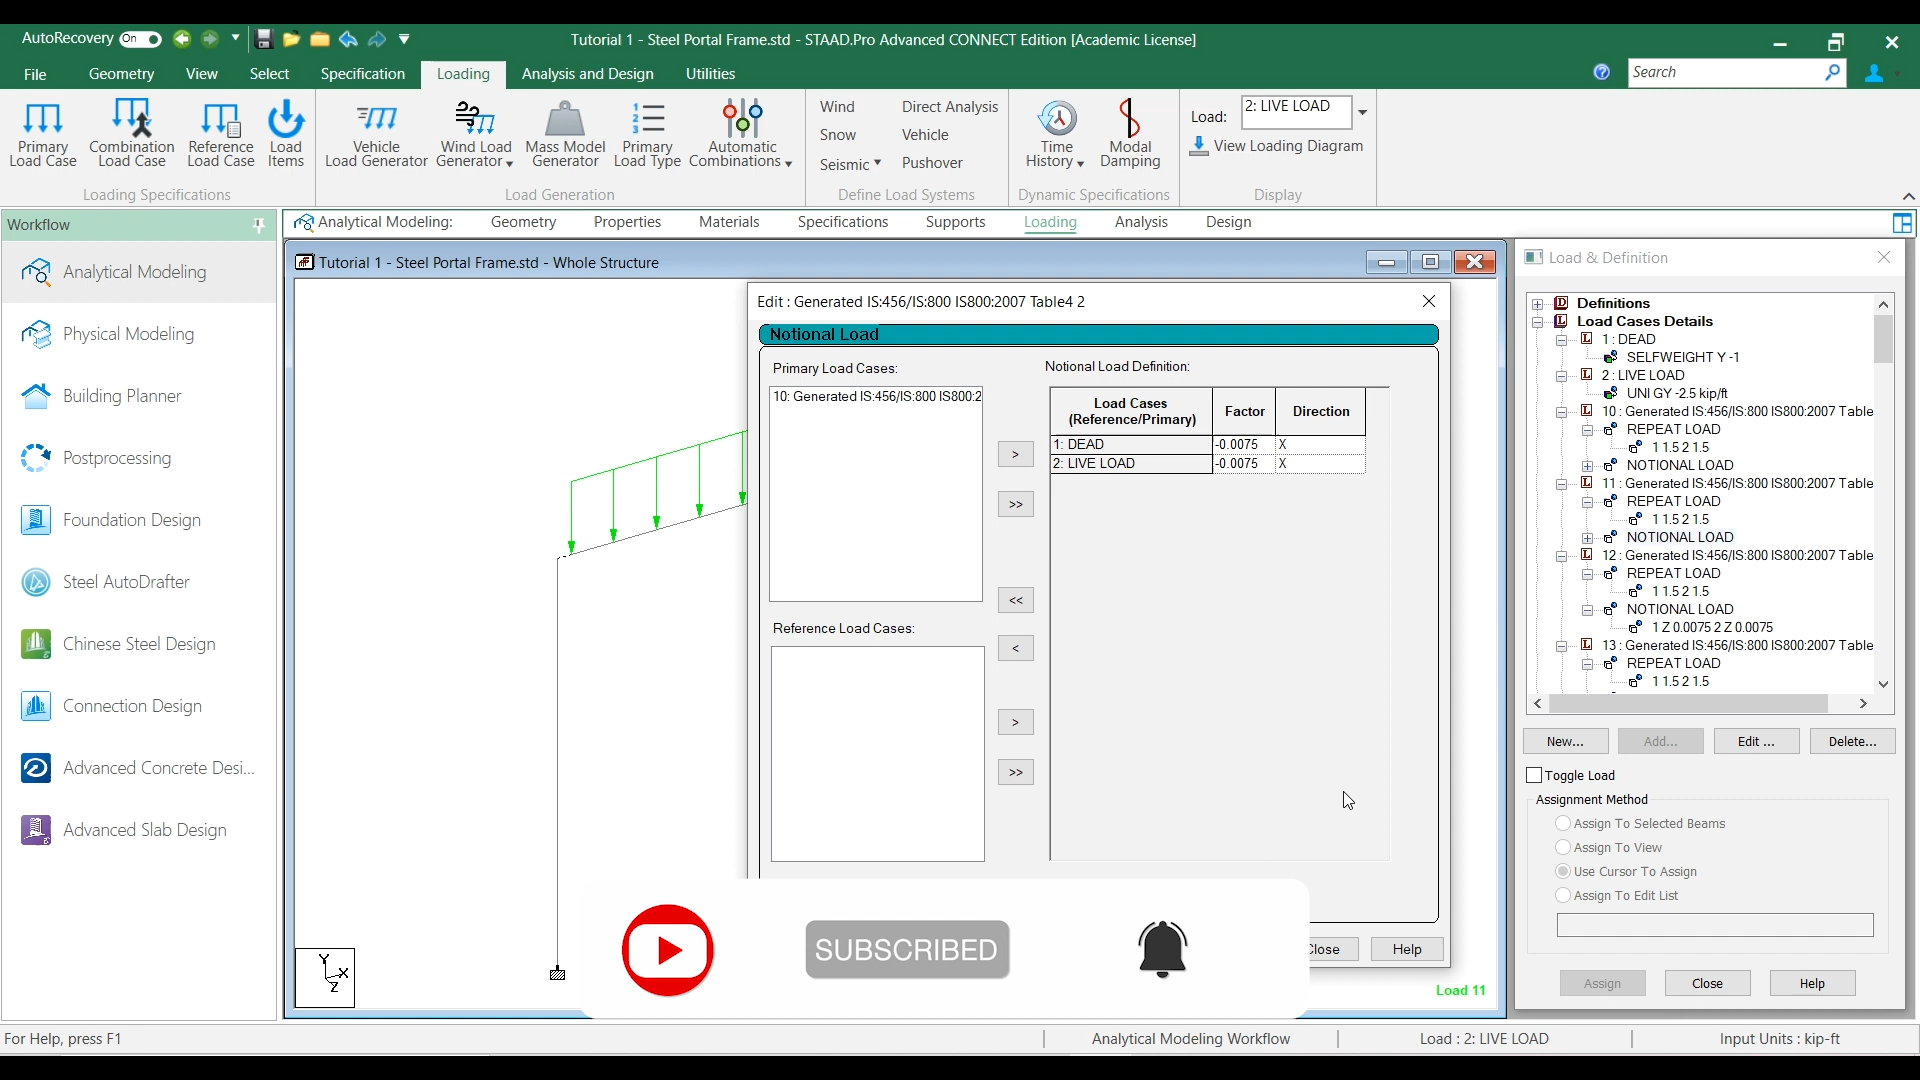 AutoRecovery On
Tutorial 1 - Steel Portal Frame.std - STAAD.Pro Advanced CONNECT Edition [Academic License]
File Geometry View Select Specification Loading Analysis and Design Utilities
Search
Primary Load Case
Combination Load Case
Reference Load Case
Load Items
Loading Specifications
Vehicle Load Generator
Wind Load Generator
Mass Model Generator
1
2
3
Primary Load Type
Automatic Combinations
Load Generation
Wind
Snow
Seismic
Direct Analysis
Vehicle
Pushover
Define Load Systems
Time History
Modal Damping
Dynamic Specifications
Load: 2: LIVE LOAD
View Loading Diagram
Display
Workflow
Analytical Modeling
Physical Modeling
Building Planner
Postprocessing
Foundation Design
Steel AutoDrafter
Chinese Steel Design
Connection Design
Advanced Concrete Desi...
Advanced Slab Design
Analytical Modeling: Geometry Properties Materials Specifications Supports Loading Analysis Design
Tutorial 1 - Steel Portal Frame.std - Whole Structure
Edit : Generated IS:456/IS:800 IS800:2007 Table4 2
Notional Load
Primary Load Cases:
10: Generated IS:456/IS:800 IS800:2
Reference Load Cases:
>
>>
<<
<
>
>>
Notional Load Definition:
Load Cases (Reference/Primary) Factor Direction
1: DEAD -0.0075 X
2: LIVE LOAD -0.0075 X
Close Help
SUBSCRIBED
Y
X
Z
Load 11
Load & Definition
D Definitions
L Load Cases Details
L 1 : DEAD
SELFWEIGHT Y -1
L 2 : LIVE LOAD
UNI GY -2.5 kip/ft
L 10 : Generated IS:456/IS:800 IS800:2007 Table
REPEAT LOAD
1 1.5 2 1.5
NOTIONAL LOAD
L 11 : Generated IS:456/IS:800 IS800:2007 Table
REPEAT LOAD
1 1.5 2 1.5
NOTIONAL LOAD
L 12 : Generated IS:456/IS:800 IS800:2007 Table
REPEAT LOAD
1 1.5 2 1.5
NOTIONAL LOAD
1 Z 0.0075 2 Z 0.0075
L 13 : Generated IS:456/IS:800 IS800:2007 Table
REPEAT LOAD
1 1.5 2 1.5
New... Add... Edit ... Delete...
Toggle Load
Assignment Method
Assign To Selected Beams
Assign To View
Use Cursor To Assign
Assign To Edit List
Assign Close Help
For Help, press F1
Analytical Modeling Workflow
Load : 2: LIVE LOAD
Input Units : kip-ft